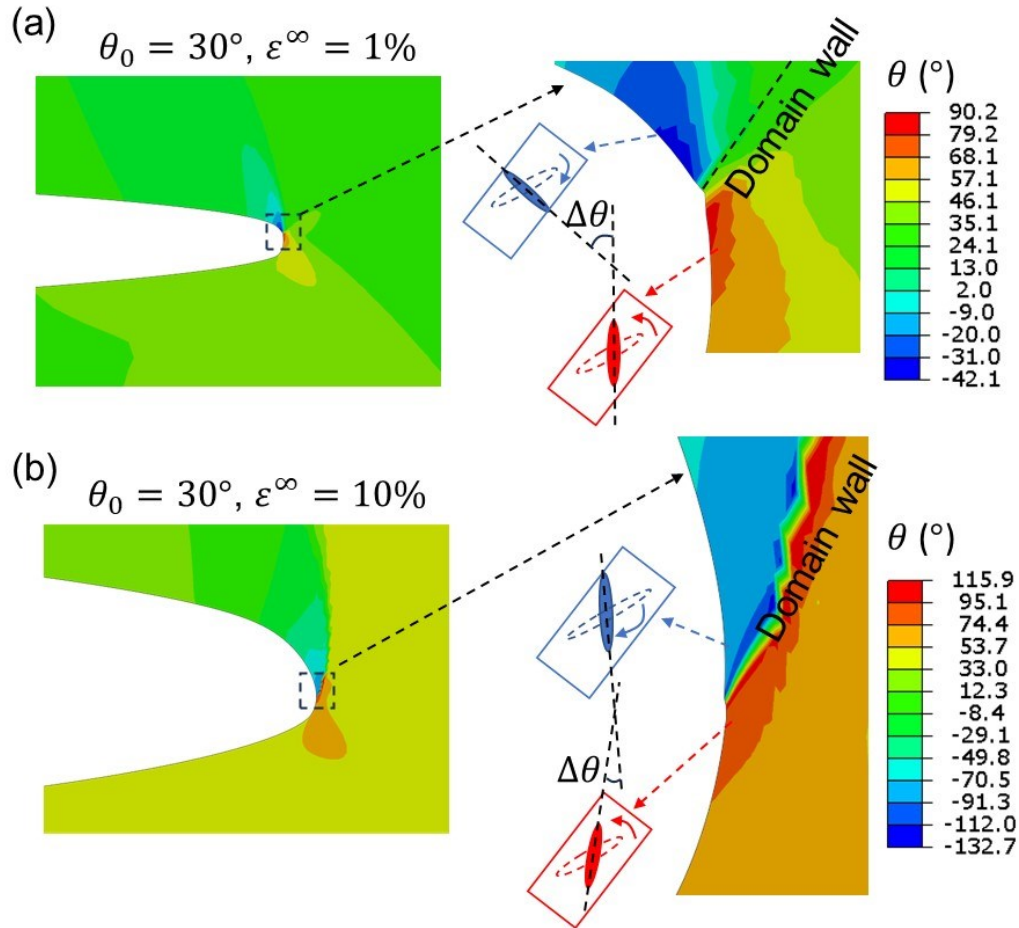 (a)
θ₀ = 30°, ε^∞ = 1%
Domain wall
Δθ
θ (°)
90.2
79.2
68.1
57.1
46.1
35.1
24.1
13.0
2.0
-9.0
-20.0
-31.0
-42.1
(b)
θ₀ = 30°, ε^∞ = 10%
Domain wall
Δθ
θ (°)
115.9
95.1
74.4
53.7
33.0
12.3
-8.4
-29.1
-49.8
-70.5
-91.3
-112.0
-132.7